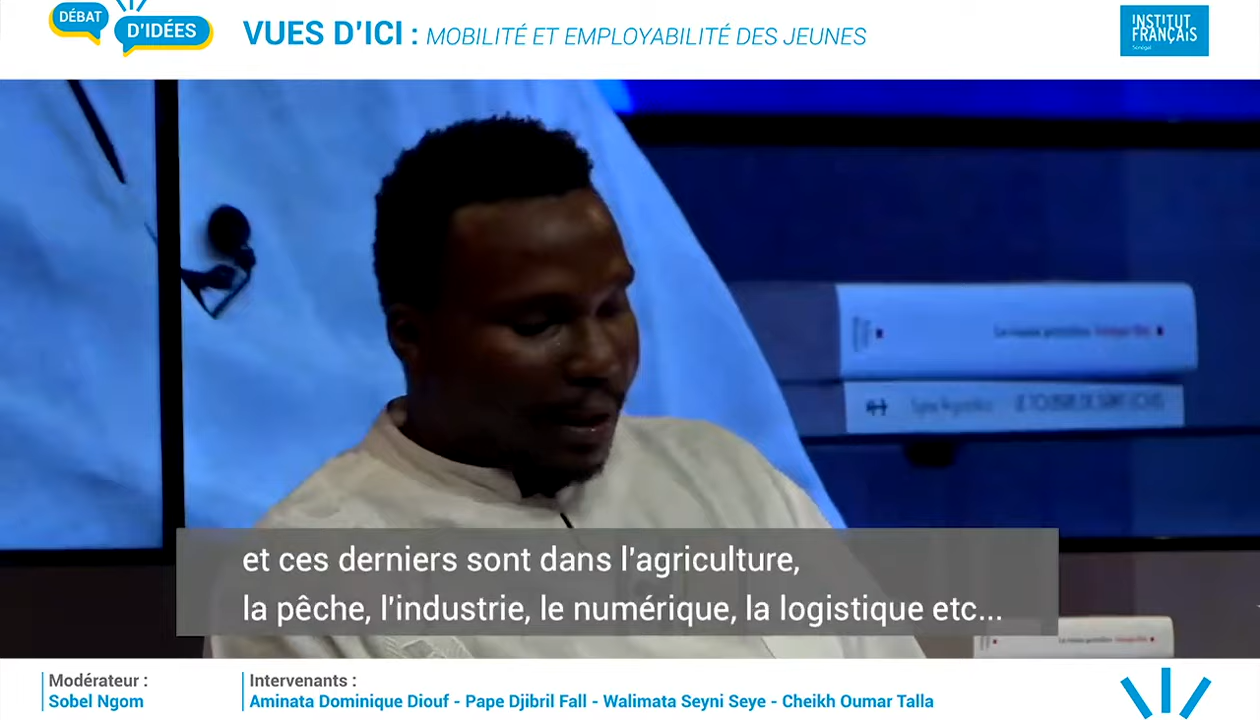 DÉBAT
D'IDÉES
VUES D'ICI : MOBILITÉ ET EMPLOYABILITÉ DES JEUNES
INSTITUT
FRANÇAIS
Sénégal
et ces derniers sont dans l'agriculture,
la pêche, l'industrie, le numérique, la logistique etc...
Modérateur :
Sobel Ngom
Intervenants :
Aminata Dominique Diouf - Pape Djibril Fall - Walimata Seyni Seye - Cheikh Oumar Talla